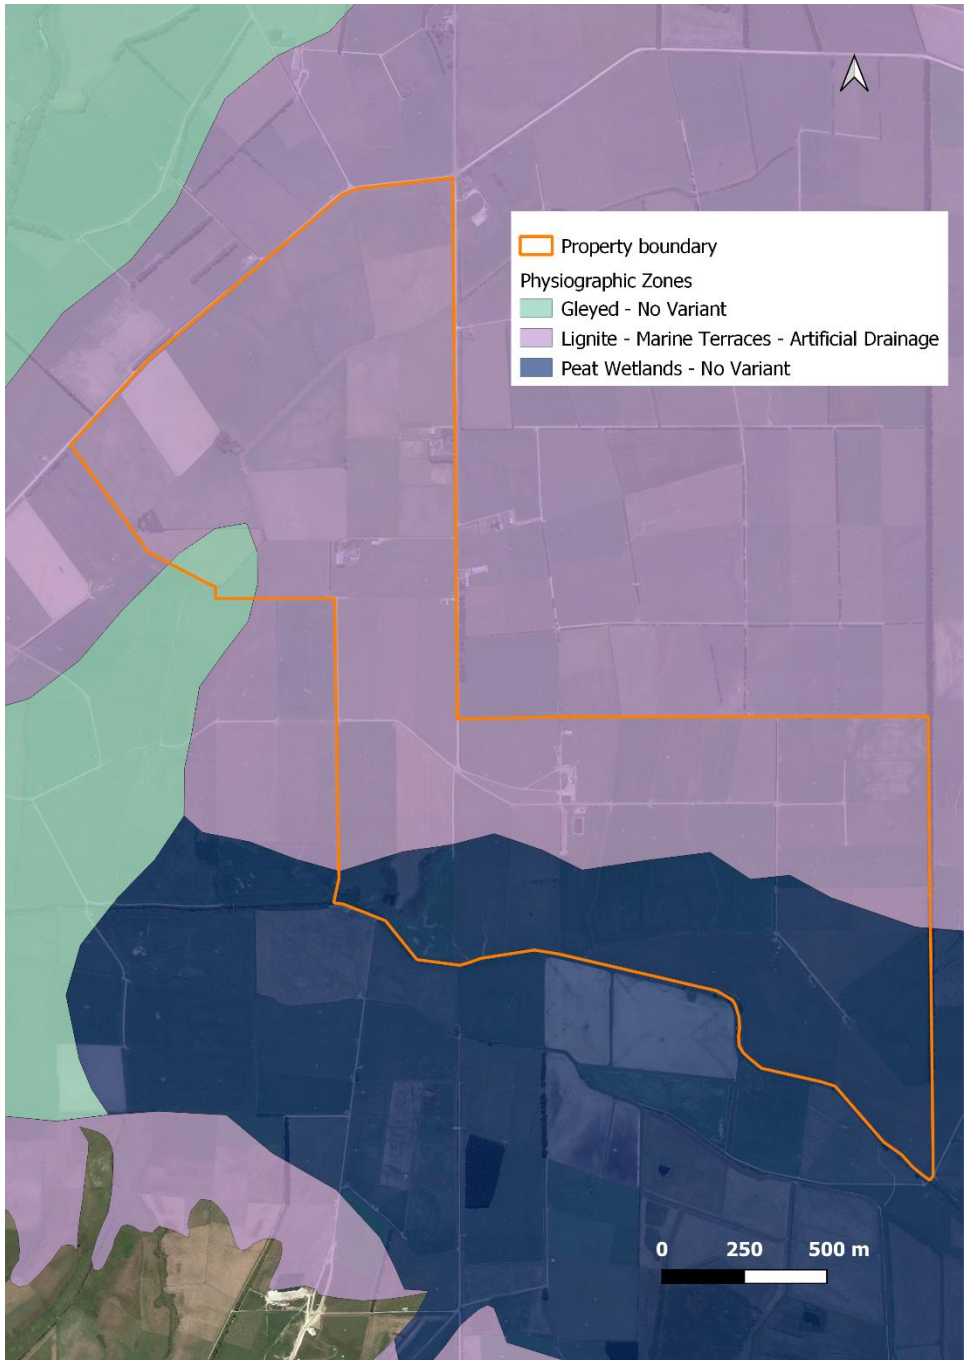 Property boundary
Physiographic Zones
Gleyed - No Variant
Lignite - Marine Terraces - Artificial Drainage
Peat Wetlands - No Variant
0 250 500 m